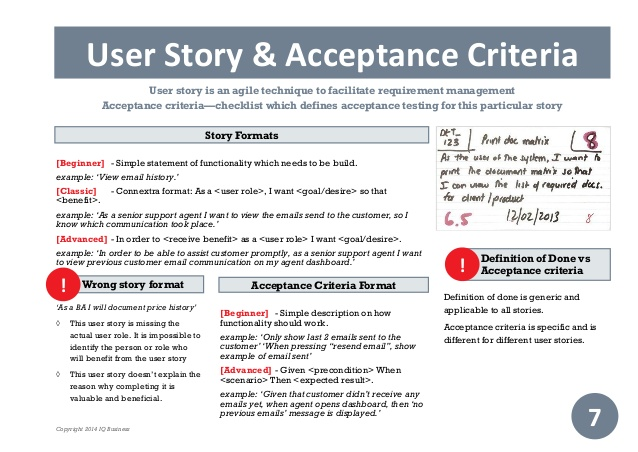 User Story & Acceptance Criteria
User story is an agile technique to facilitate requirement management
Acceptance criteria—checklist which defines acceptance testing for this particular story
Story Formats
[Beginner] - Simple statement of functionality which needs to be build.
example: 'View email history.'
[Classic] - Connextra format: As a <user role>, I want <goal/desire> so that
<benefit>.
example: 'As a senior support agent I want to view the emails send to the customer, so I
know which communication took place.'
[Advanced] - In order to <receive benefit> as a <user role> I want <goal/desire>.
example: 'In order to be able to assist customer promptly, as a senior support agent I want
to view previous customer email communication on my agent dashboard.'
DET_
123
Print doc matrix
8
As the user of the system, I want to
print the document matrix so that
I can view the list of required docs.
for client/product
6.5
12/02/2013
8
! Wrong story format
'As a BA I will document price history'
◊ This user story is missing the
actual user role. It is impossible to
identify the person or role who
will benefit from the user story
◊ This user story doesn't explain the
reason why completing it is
valuable and beneficial.
Acceptance Criteria Format
[Beginner] - Simple description on how
functionality should work.
example: 'Only show last 2 emails sent to the
customer' 'When pressing "resend email", show
example of email sent'
[Advanced] - Given <precondition> When
<scenario> Then <expected result>.
example: 'Given that customer didn't receive any
emails yet, when agent opens dashboard, then 'no
previous emails' message is displayed.'
! Definition of Done vs
Acceptance criteria
Definition of done is generic and
applicable to all stories.
Acceptance criteria is specific and is
different for different user stories.
Copyright 2014 IQ Business
7